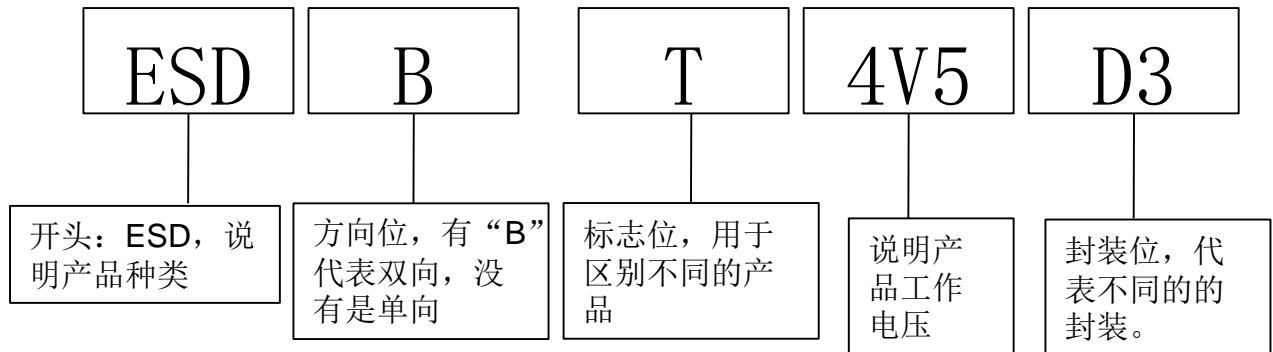 ESD
B
T
4V5
D3
开头：ESD，说
明产品种类
方向位，有“B”
代表双向，没
有是单向
标志位，用于
区别不同的产
品
说明产
品工作
电压
封装位，代
表不同的的
封装。